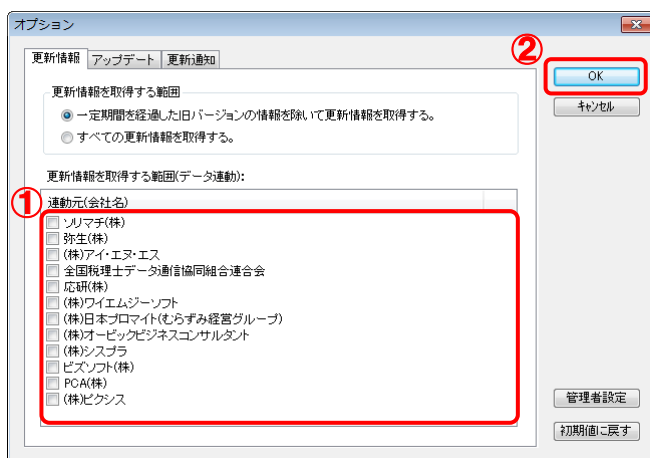 オプション
更新情報 アップデート 更新通知
②
OK
キャンセル
更新情報を取得する範囲
一定期間を経過した旧バージョンの情報を除いて更新情報を取得する。
すべての更新情報を取得する。
更新情報を取得する範囲(データ連動):
①
連動元(会社名)
ソリマチ(株)
弥生(株)
(株)アイ・エヌ・エス
全国税理士データ通信協同組合連合会
応研(株)
(株)ワイエムジーソフト
(株)日本ブロマイト(むらずみ経営グループ)
(株)オービックビジネスコンサルタント
(株)シスプラ
ビズソフト(株)
PCA(株)
(株)ピクシス
管理者設定
初期値に戻す